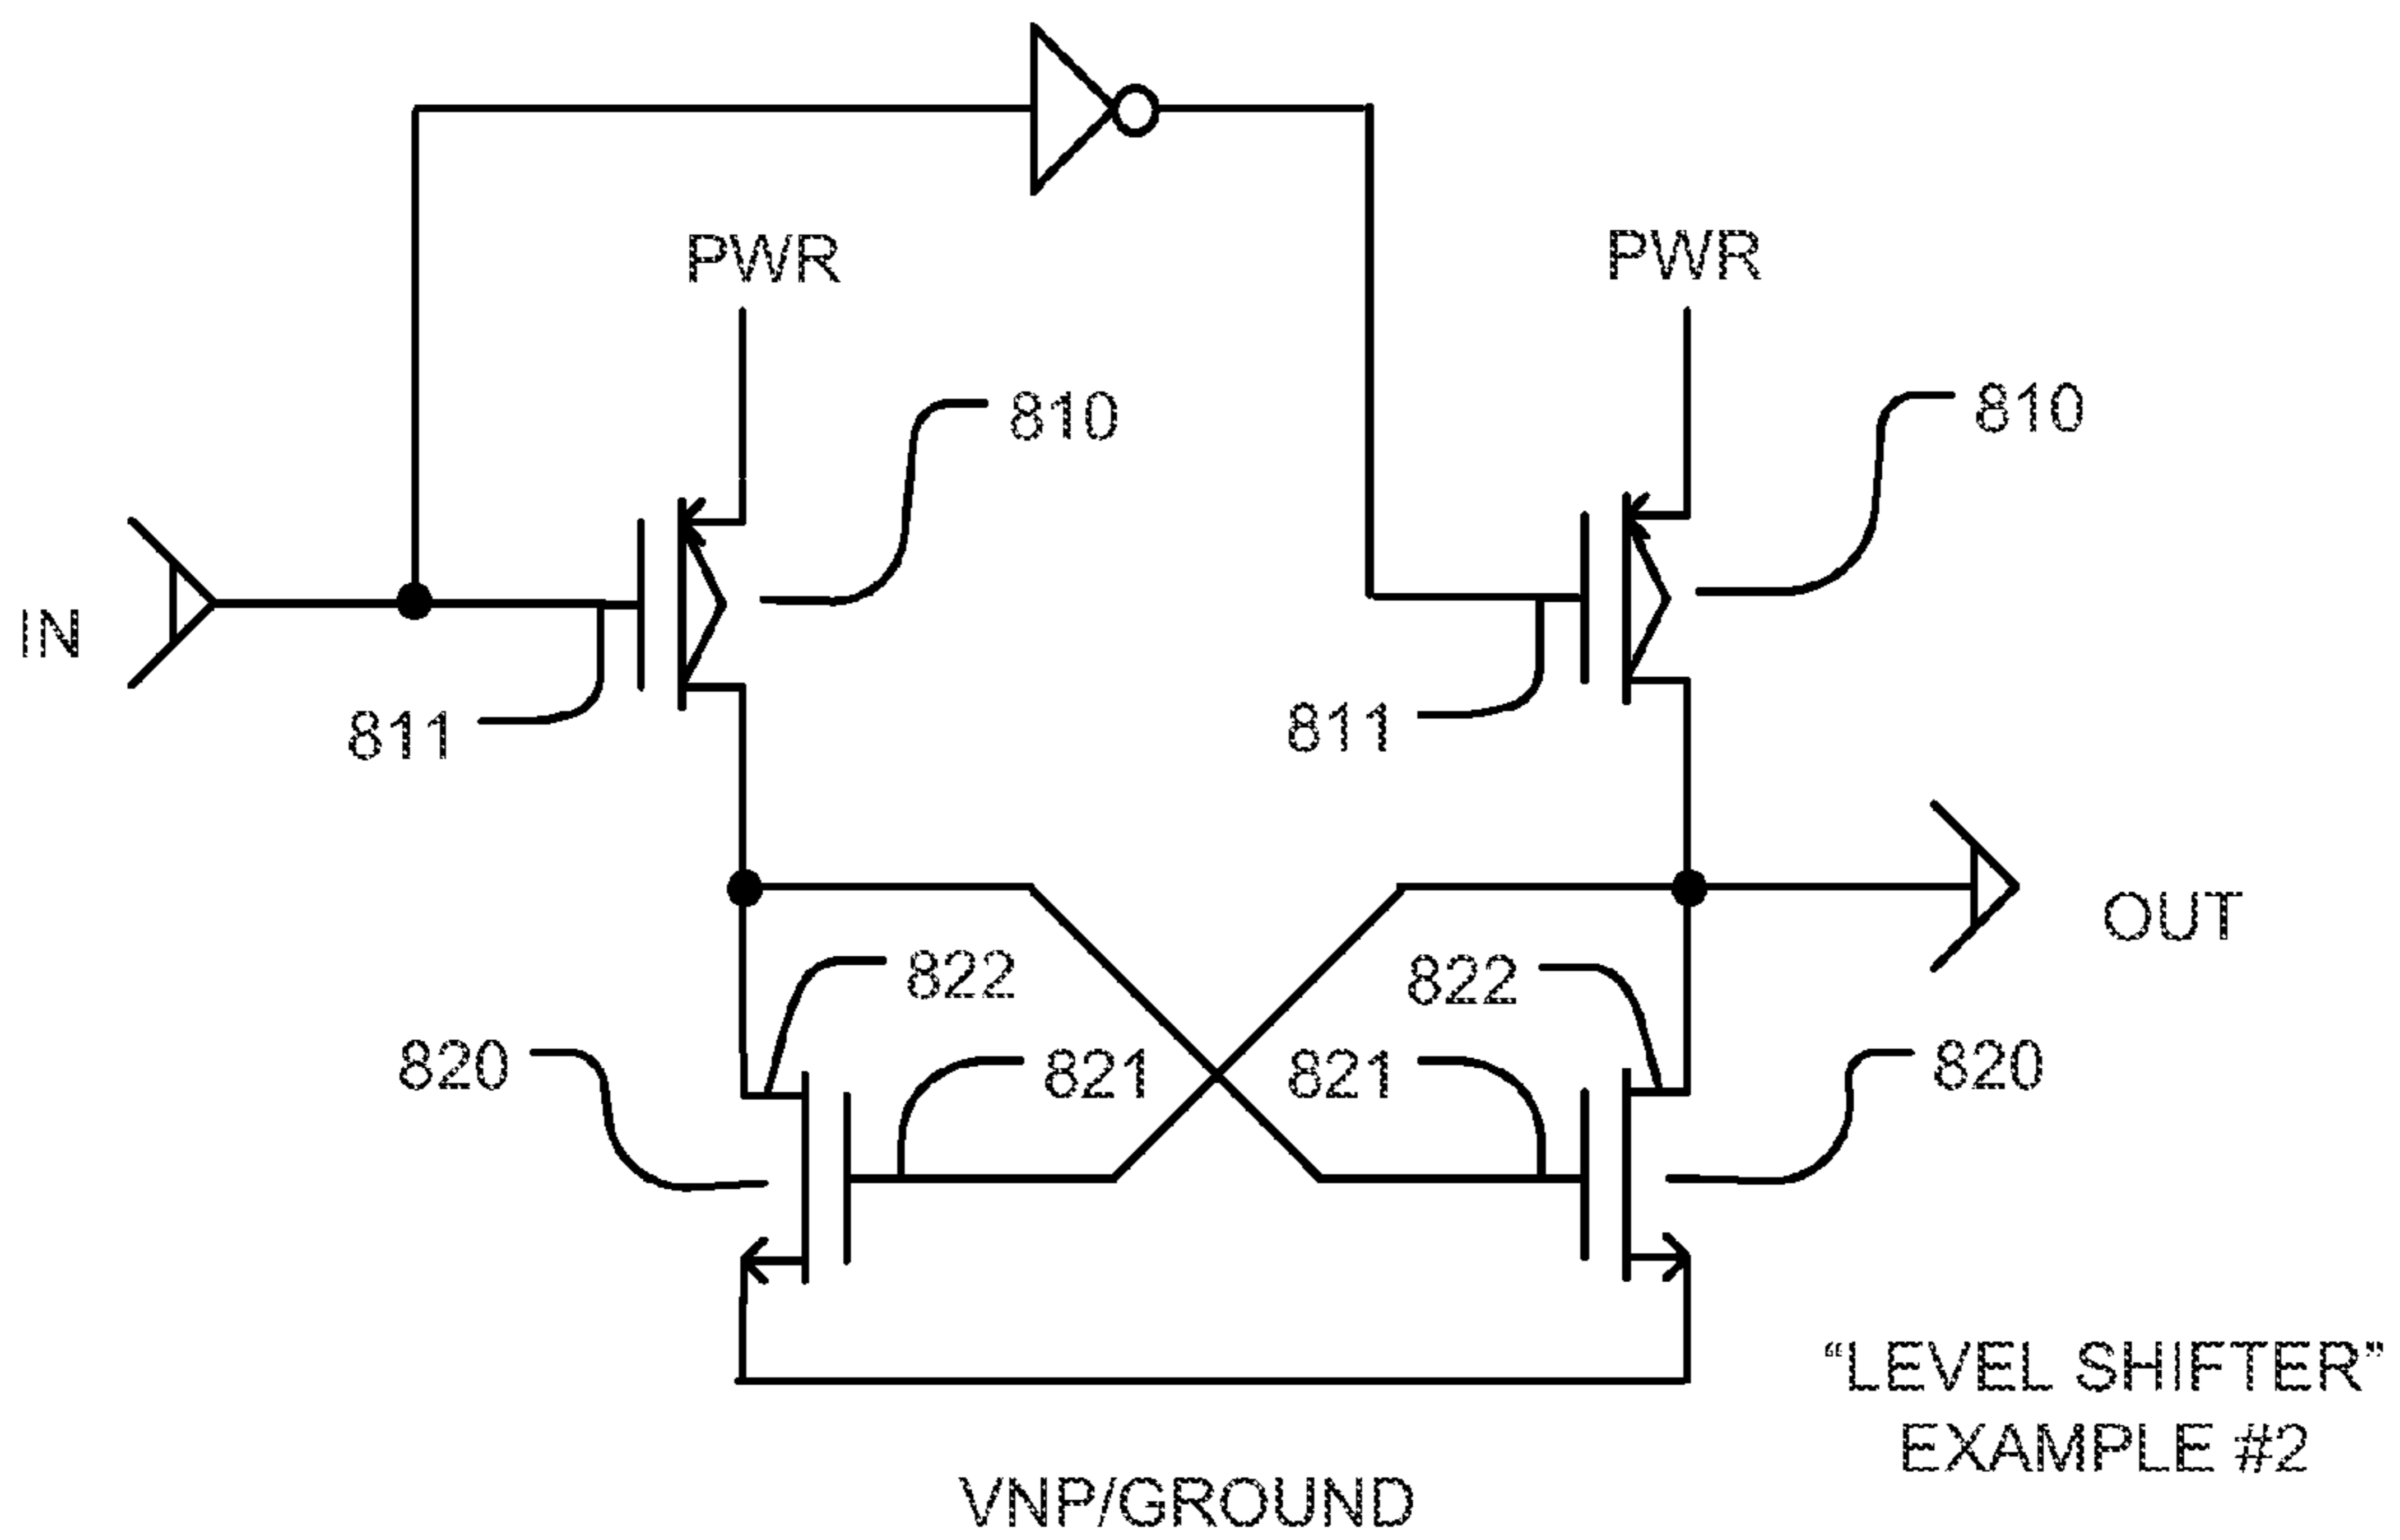 PWR
PWR
810
810
IN
811
811
OUT
822
822
820
821
821
820
"LEVEL SHIFTER"
EXAMPLE #2
VNP/GROUND